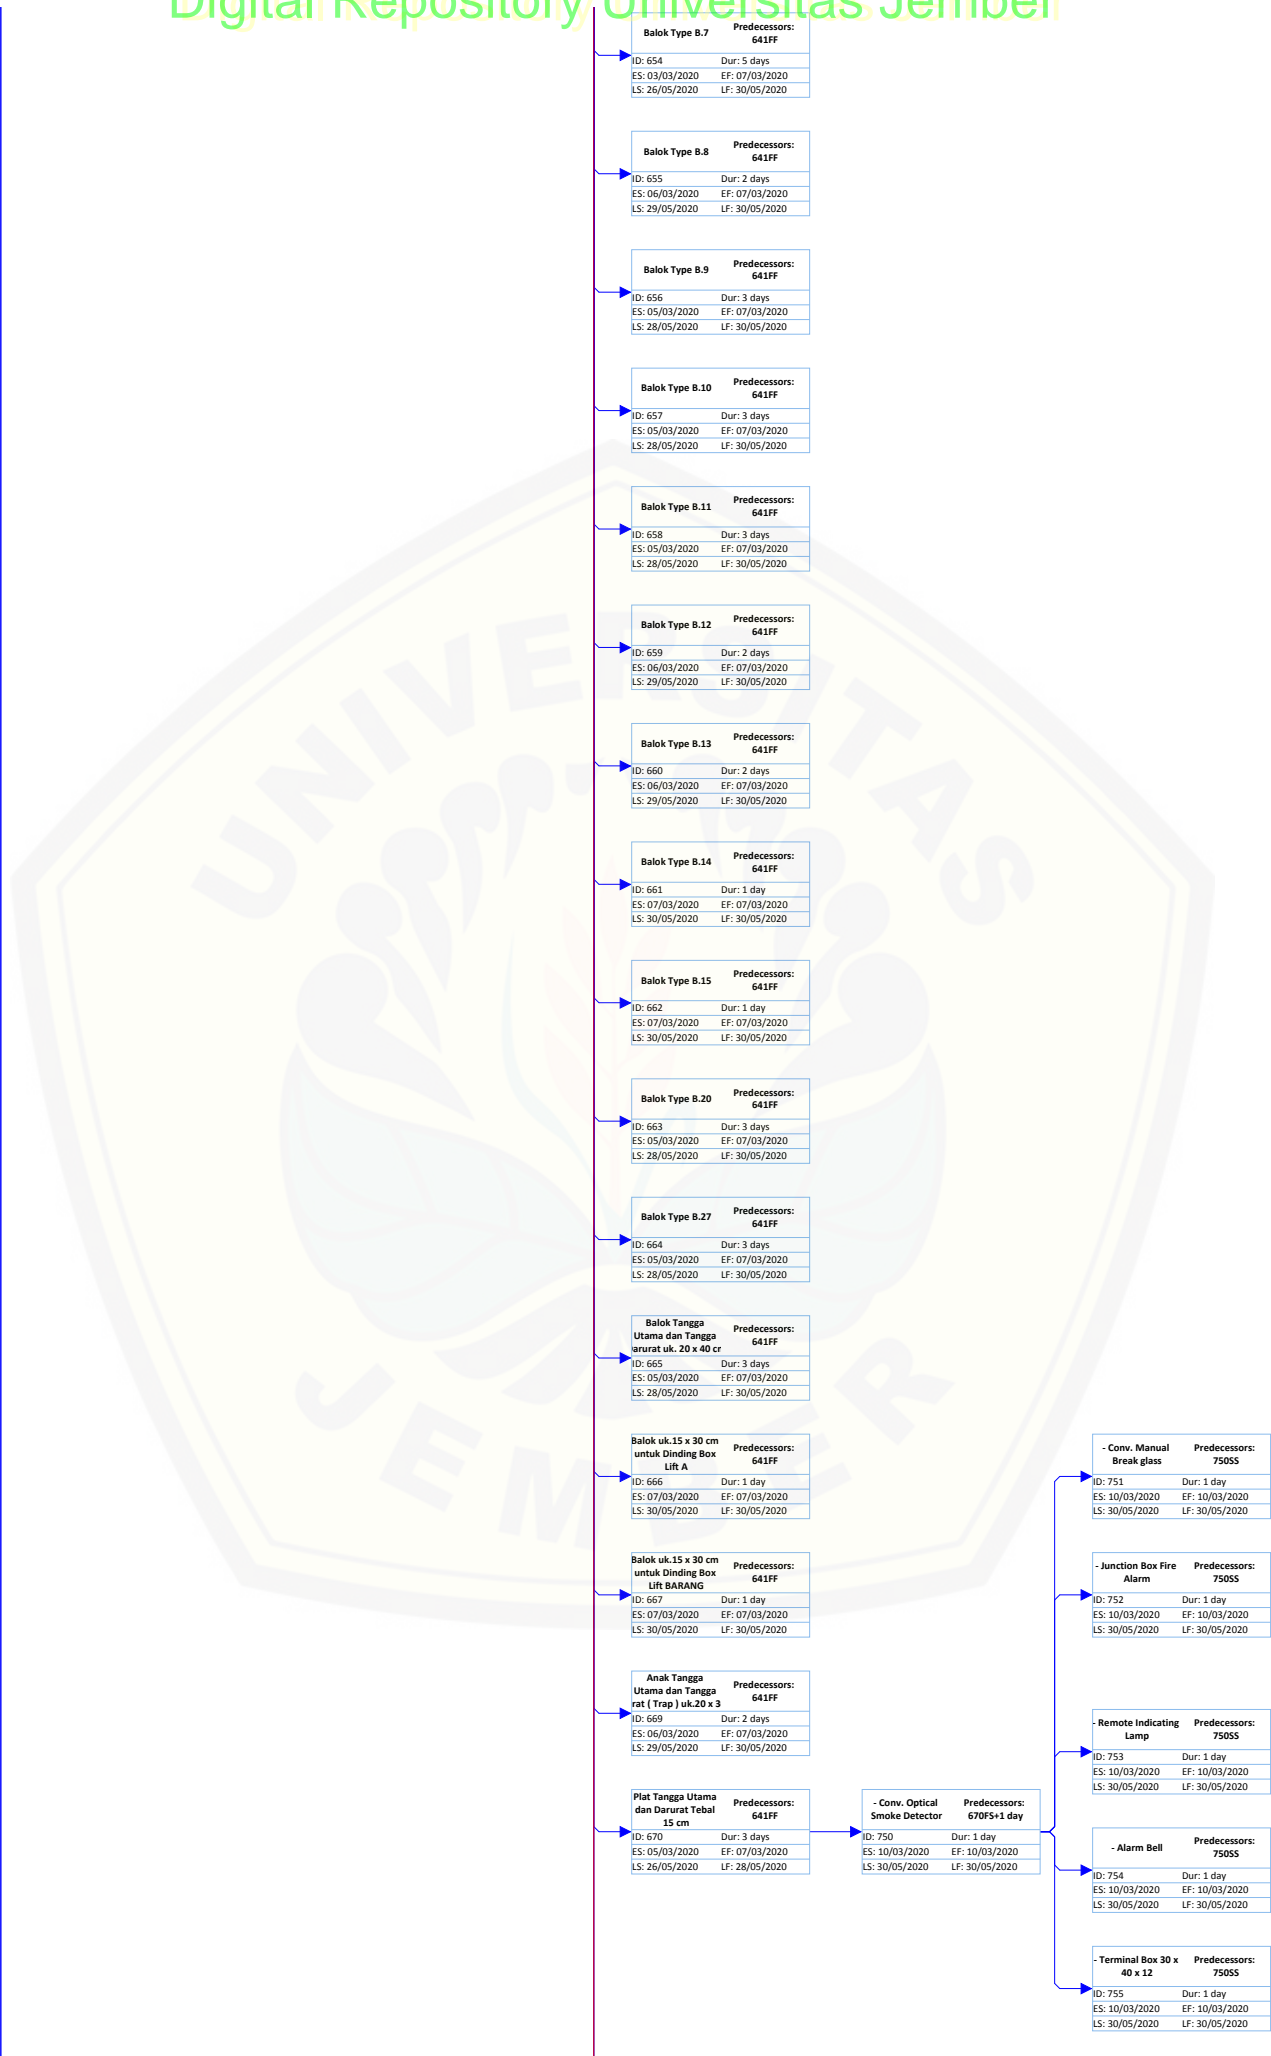 Digital Repository Universitas Jember
Balok Type B.7 Predecessors:
641FF
ID: 654 Dur: 5 days
ES: 03/03/2020 EF: 07/03/2020
LS: 26/05/2020 LF: 30/05/2020
Balok Type B.8 Predecessors:
641FF
ID: 655 Dur: 2 days
ES: 06/03/2020 EF: 07/03/2020
LS: 29/05/2020 LF: 30/05/2020
Balok Type B.9 Predecessors:
641FF
ID: 656 Dur: 3 days
ES: 05/03/2020 EF: 07/03/2020
LS: 28/05/2020 LF: 30/05/2020
Balok Type B.10 Predecessors:
641FF
ID: 657 Dur: 3 days
ES: 05/03/2020 EF: 07/03/2020
LS: 28/05/2020 LF: 30/05/2020
Balok Type B.11 Predecessors:
641FF
ID: 658 Dur: 3 days
ES: 05/03/2020 EF: 07/03/2020
LS: 28/05/2020 LF: 30/05/2020
Balok Type B.12 Predecessors:
641FF
ID: 659 Dur: 2 days
ES: 06/03/2020 EF: 07/03/2020
LS: 29/05/2020 LF: 30/05/2020
Balok Type B.13 Predecessors:
641FF
ID: 660 Dur: 2 days
ES: 06/03/2020 EF: 07/03/2020
LS: 29/05/2020 LF: 30/05/2020
Balok Type B.14 Predecessors:
641FF
ID: 661 Dur: 1 day
ES: 07/03/2020 EF: 07/03/2020
LS: 30/05/2020 LF: 30/05/2020
Balok Type B.15 Predecessors:
641FF
ID: 662 Dur: 1 day
ES: 07/03/2020 EF: 07/03/2020
LS: 30/05/2020 LF: 30/05/2020
Balok Type B.20 Predecessors:
641FF
ID: 663 Dur: 3 days
ES: 05/03/2020 EF: 07/03/2020
LS: 28/05/2020 LF: 30/05/2020
Balok Type B.27 Predecessors:
641FF
ID: 664 Dur: 3 days
ES: 05/03/2020 EF: 07/03/2020
LS: 28/05/2020 LF: 30/05/2020
Balok Tangga
Utama dan Tangga
arurat uk. 20 x 40 cr
Predecessors:
641FF
ID: 665 Dur: 3 days
ES: 05/03/2020 EF: 07/03/2020
LS: 28/05/2020 LF: 30/05/2020
Balok uk.15 x 30 cm
untuk Dinding Box
Lift A
Predecessors:
641FF
ID: 666 Dur: 1 day
ES: 07/03/2020 EF: 07/03/2020
LS: 30/05/2020 LF: 30/05/2020
- Conv. Manual
Break glass
Predecessors:
750SS
ID: 751 Dur: 1 day
ES: 10/03/2020 EF: 10/03/2020
LS: 30/05/2020 LF: 30/05/2020
Balok uk.15 x 30 cm
untuk Dinding Box
Lift BARANG
Predecessors:
641FF
ID: 667 Dur: 1 day
ES: 07/03/2020 EF: 07/03/2020
LS: 30/05/2020 LF: 30/05/2020
- Junction Box Fire
Alarm
Predecessors:
750SS
ID: 752 Dur: 1 day
ES: 10/03/2020 EF: 10/03/2020
LS: 30/05/2020 LF: 30/05/2020
Anak Tangga
Utama dan Tangga
rat ( Trap ) uk.20 x 3
Predecessors:
641FF
ID: 669 Dur: 2 days
ES: 06/03/2020 EF: 07/03/2020
LS: 29/05/2020 LF: 30/05/2020
- Remote Indicating
Lamp
Predecessors:
750SS
ID: 753 Dur: 1 day
ES: 10/03/2020 EF: 10/03/2020
LS: 30/05/2020 LF: 30/05/2020
Plat Tangga Utama
dan Darurat Tebal
15 cm
Predecessors:
641FF
ID: 670 Dur: 3 days
ES: 05/03/2020 EF: 07/03/2020
LS: 26/05/2020 LF: 28/05/2020
- Conv. Optical
Smoke Detector
Predecessors:
670FS+1 day
ID: 750 Dur: 1 day
ES: 10/03/2020 EF: 10/03/2020
LS: 30/05/2020 LF: 30/05/2020
- Alarm Bell Predecessors:
750SS
ID: 754 Dur: 1 day
ES: 10/03/2020 EF: 10/03/2020
LS: 30/05/2020 LF: 30/05/2020
- Terminal Box 30 x
40 x 12
Predecessors:
750SS
ID: 755 Dur: 1 day
ES: 10/03/2020 EF: 10/03/2020
LS: 30/05/2020 LF: 30/05/2020
UNIVERSITAS
JEMBER